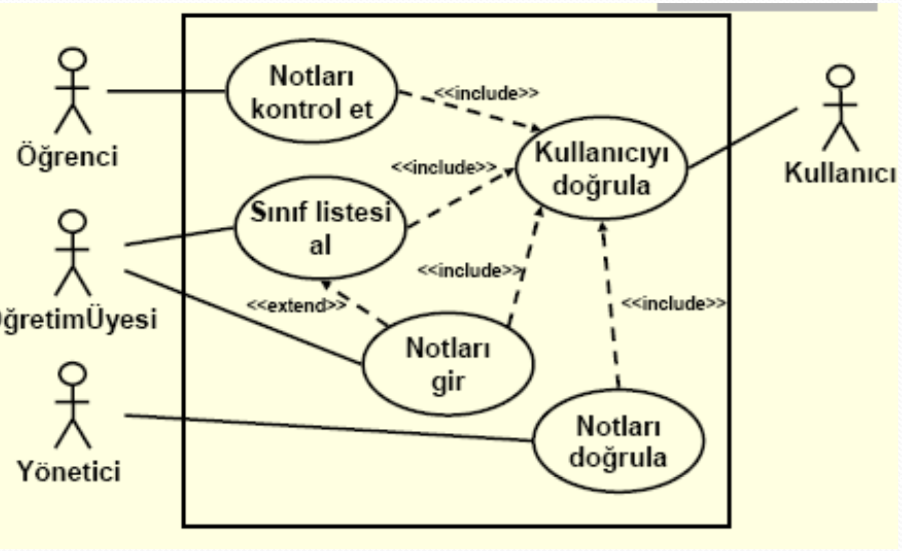 Notları
kontrol et
<<include>>
Öğrenci
Kullanıcıyı
doğrula
Kullanıcı
<<include>>
Sınıf listesi
al
<<include>>
<<extend>>
<<include>>
ğretimÜyesi
Notları
gir
Notları
doğrula
Yönetici